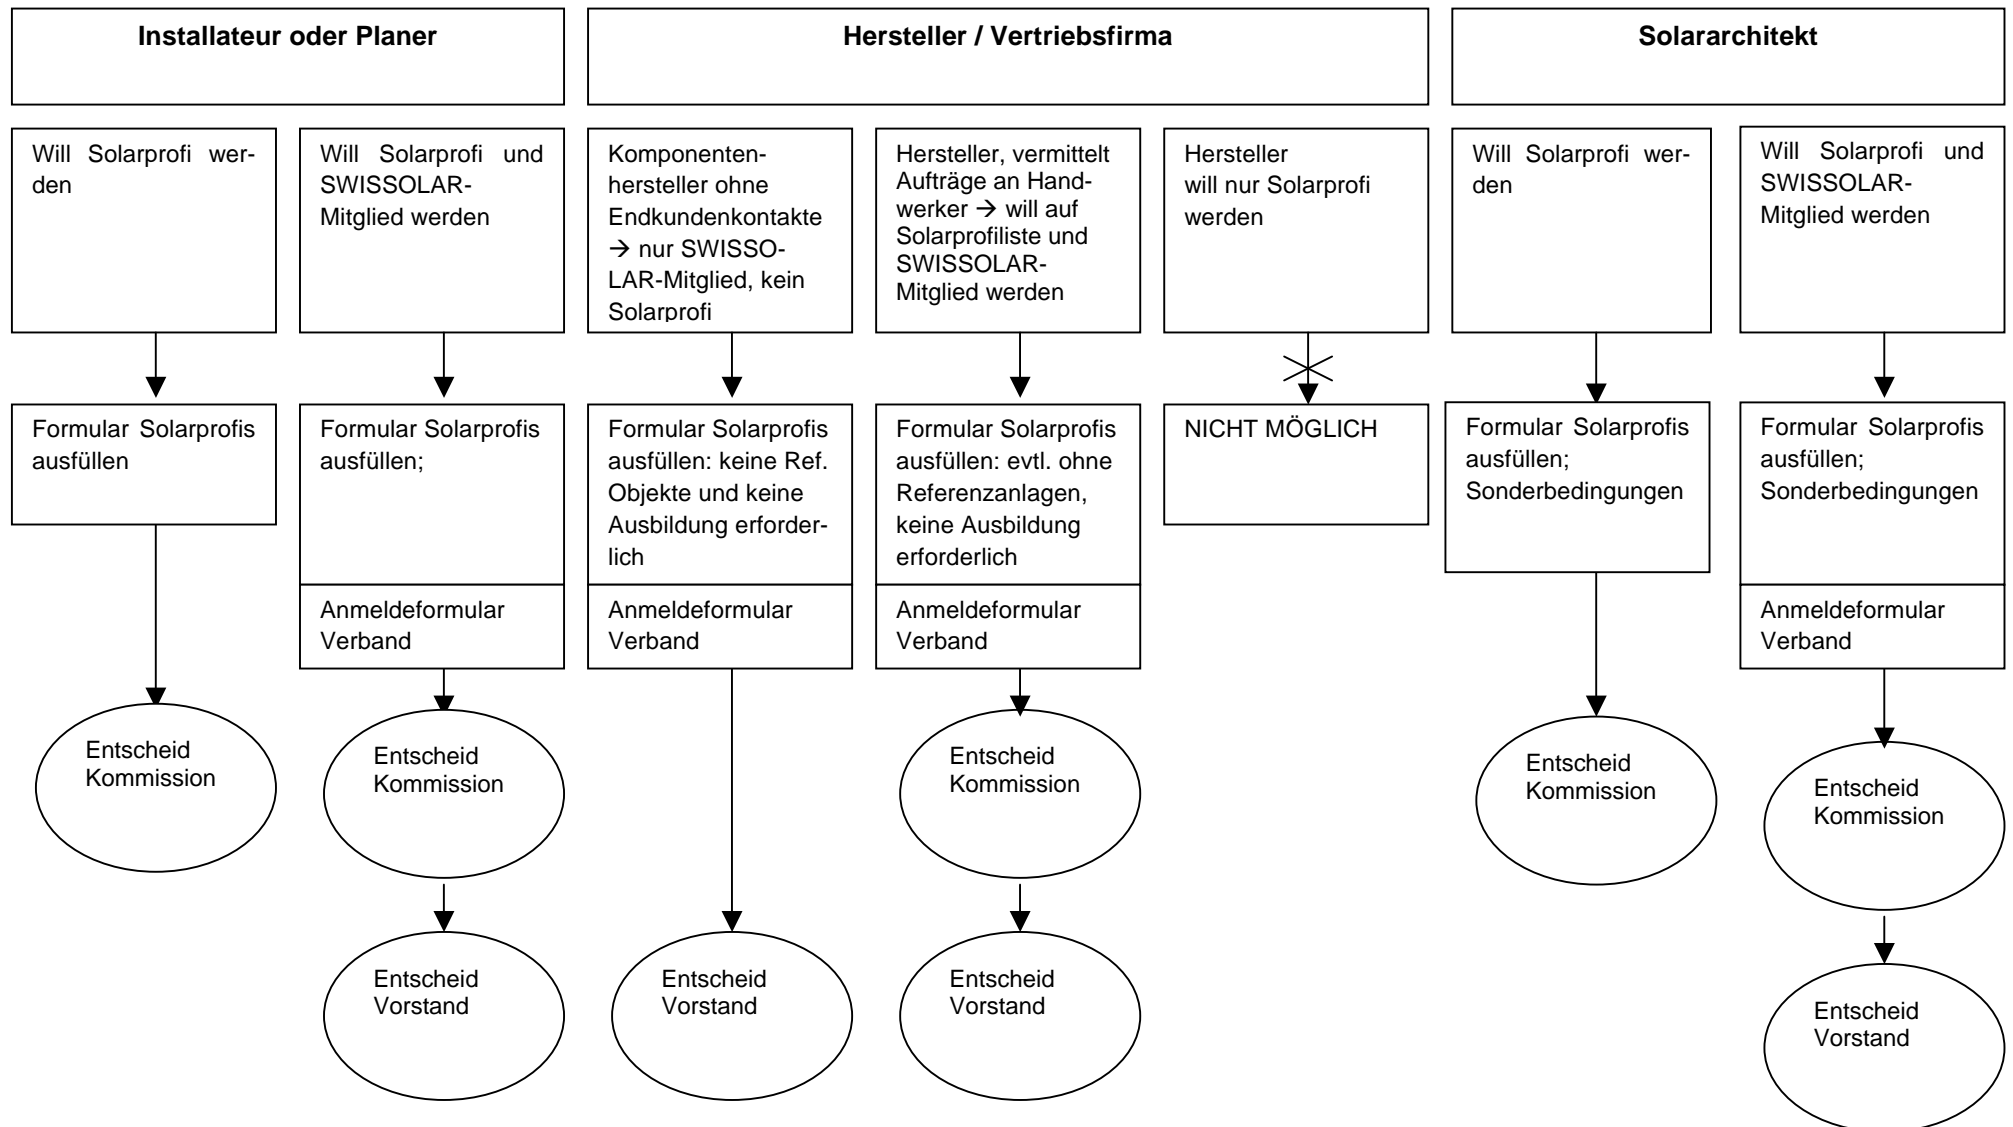 Installateur oder Planer
Hersteller / Vertriebsfirma
Solararchitekt
Will Solarprofi wer-
den
Will Solarprofi und
SWISSOLAR-
Mitglied werden
Komponenten-
hersteller ohne
Endkundenkontakte
→ nur SWISSO-
LAR-Mitglied, kein
Solarprofi
Hersteller, vermittelt
Aufträge an Hand-
werker → will auf
Solarprofiliste und
SWISSOLAR-
Mitglied werden
Hersteller
will nur Solarprofi
werden
Will Solarprofi wer-
den
Will Solarprofi und
SWISSOLAR-
Mitglied werden
Formular Solarprofis
ausfüllen
Formular Solarprofis
ausfüllen;
Formular Solarprofis
ausfüllen: keine Ref.
Objekte und keine
Ausbildung erforder-
lich
Formular Solarprofis
ausfüllen: evtl. ohne
Referenzanlagen,
keine Ausbildung
erforderlich
NICHT MÖGLICH
Formular Solarprofis
ausfüllen;
Sonderbedingungen
Formular Solarprofis
ausfüllen;
Sonderbedingungen
Anmeldeformular
Verband
Anmeldeformular
Verband
Anmeldeformular
Verband
Anmeldeformular
Verband
Entscheid
Kommission
Entscheid
Kommission
Entscheid
Kommission
Entscheid
Kommission
Entscheid
Kommission
Entscheid
Vorstand
Entscheid
Vorstand
Entscheid
Vorstand
Entscheid
Vorstand